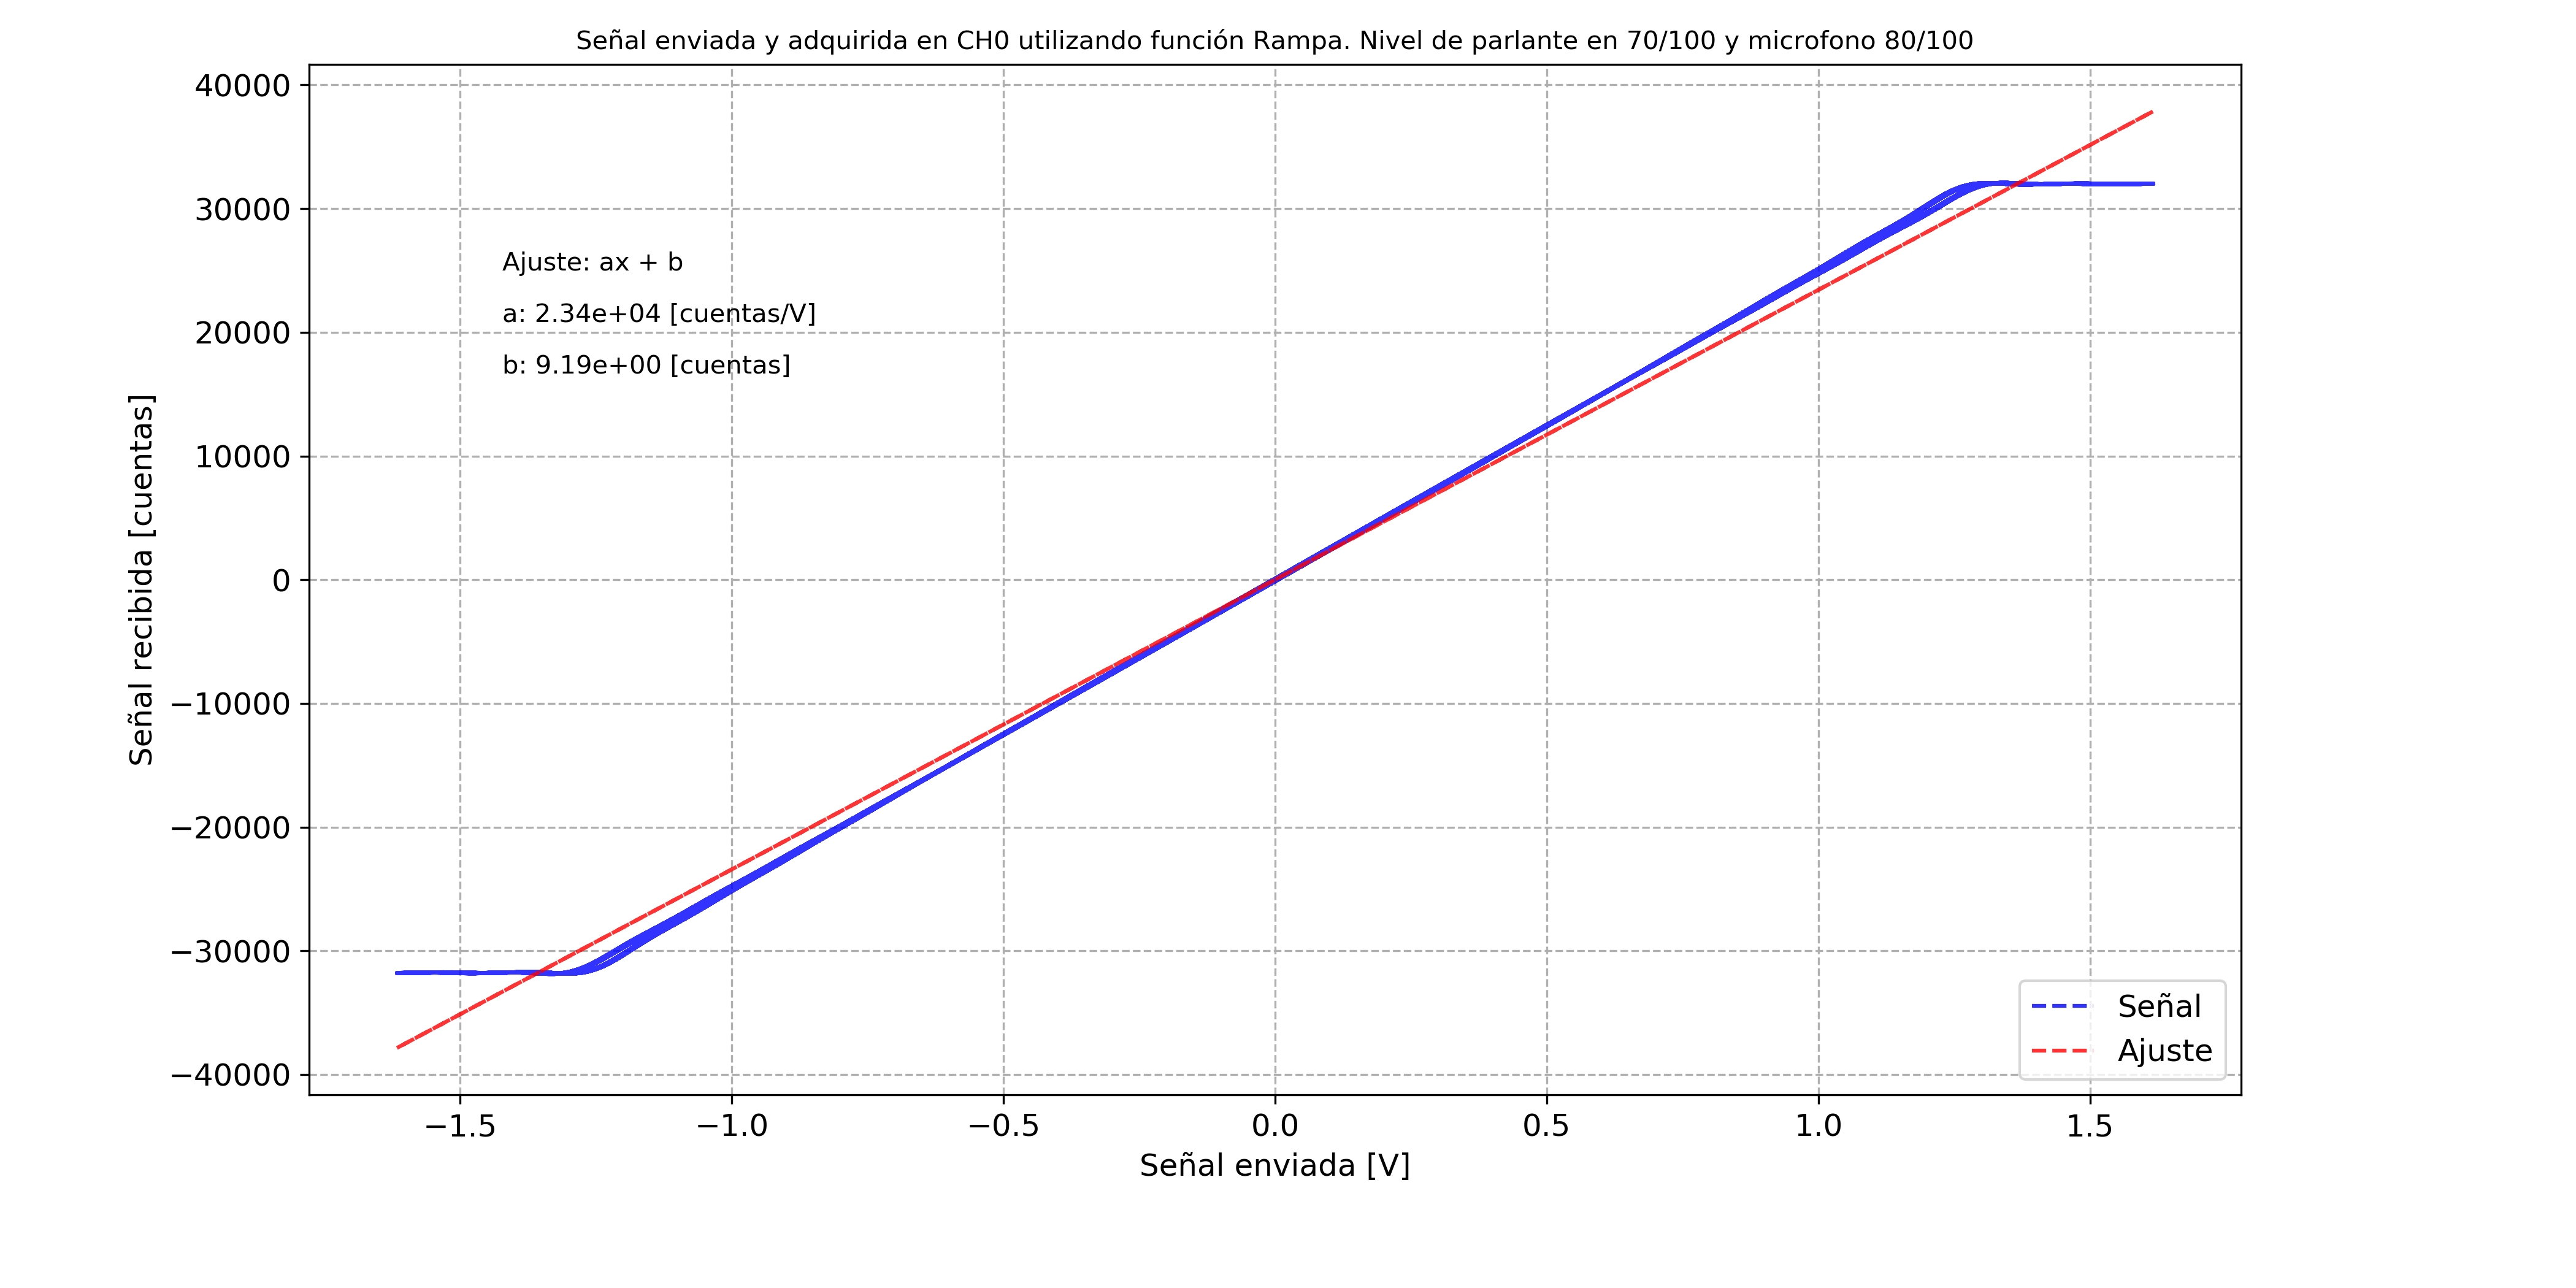 Señal enviada y adquirida en CH0 utilizando función Rampa. Nivel de parlante en 70/100 y microfono 80/100
40000
30000
20000
10000
0
−10000
−20000
−30000
−40000
Señal recibida [cuentas]
Ajuste: ax + b
a: 2.34e+04 [cuentas/V]
b: 9.19e+00 [cuentas]
Señal
Ajuste
−1.5 −1.0 −0.5 0.0 0.5 1.0 1.5
Señal enviada [V]